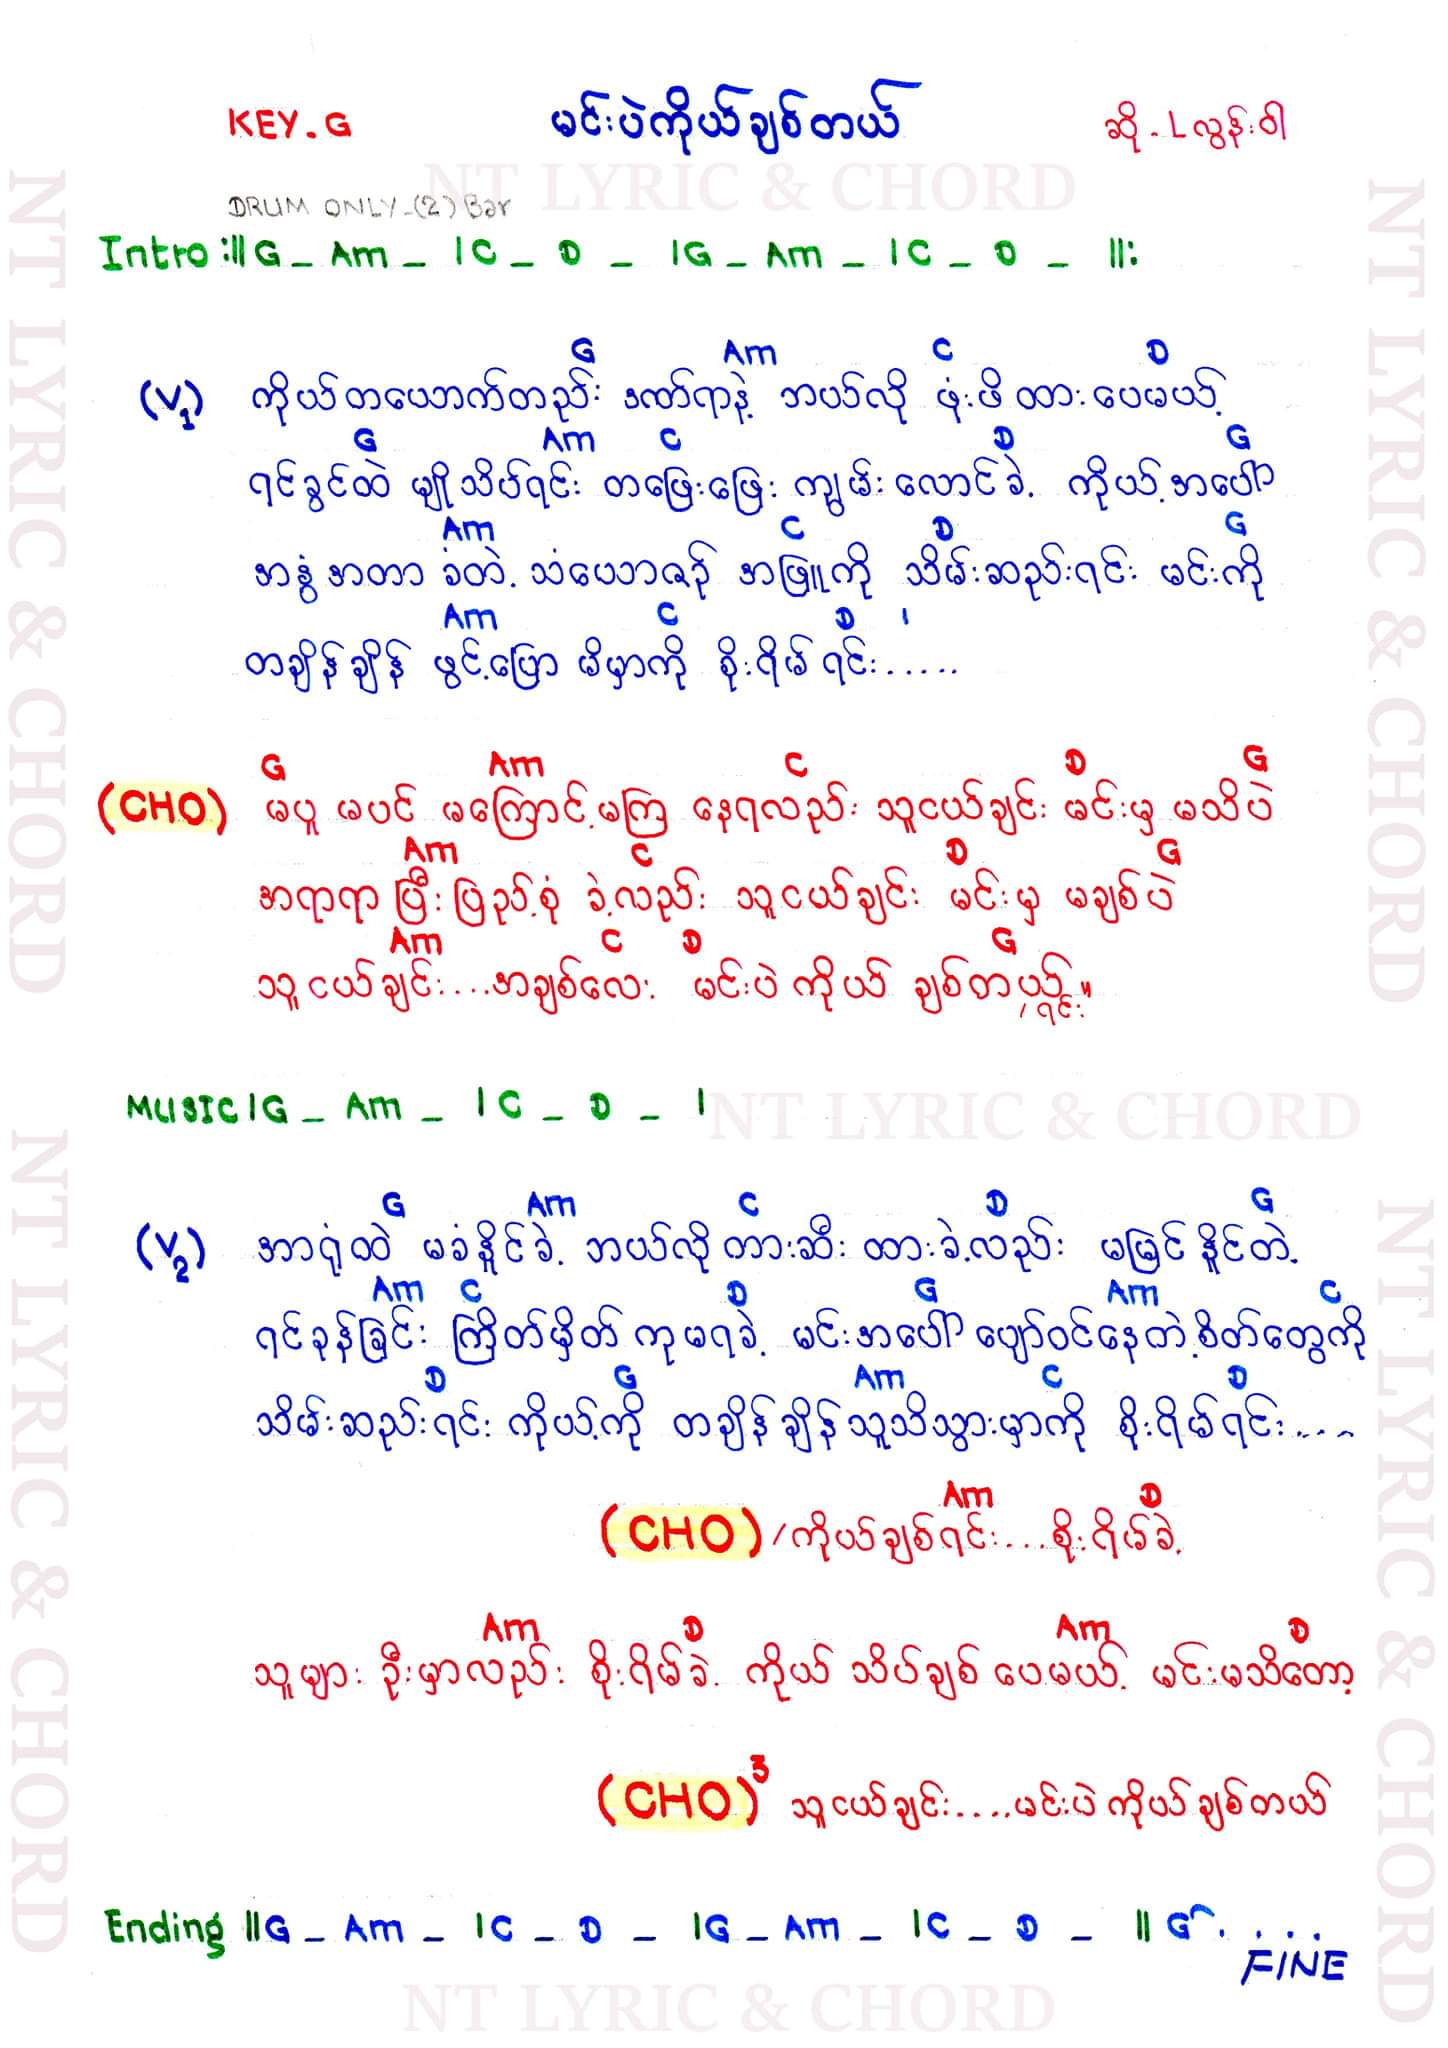 KEY.G မင်းပဲကိုယ်ချစ်တယ် ဆို - L လွန်းဝါ
DRUM ONLY-(2) Bar
Intro :|| G _ Am _ | C _ D _ | G _ Am _ | C _ D _ ||:
G Am C D
(V1) ကိုယ်တယောက်တည်း ဒဏ်ရာနဲ့ ဘယ်လို ဖုံးဖိထားပေမယ့်
G Am C D G
ရင်ခွင်ထဲ မျိုသိပ်ရင်း တဖြေးဖြေး ကျွမ်းလောင်ခဲ့ ကိုယ့်အပေါ်
Am C D G
အနွံအတာ ခံတဲ့ သံယောဇဉ် အဖြူကို သိမ်းဆည်းရင်း မင်းကို
Am C D
တချိန်ချိန် ဖွင့်ပြော မိမှာကို စိုးရိမ်ရင်း.....
G Am C D G
(CHO) မပူ မပင် မကြောင့်မကြ နေရလည်း သူငယ်ချင်း မင်းမှ မသိပဲ
Am C D G
အရာရာ ပြီးပြည့်စုံ ခဲ့လည်း သူငယ်ချင်း မင်းမှ မချစ်ပဲ
Am C D G
သူငယ်ချင်း...အချစ်လေး မင်းပဲကိုယ် ချစ်တယ်"
/ရင်း
MUSIC | G _ Am _ | C _ D _ |
G Am C D G
(V2) အာရုံထဲ မခံနိူင်ခဲ့ ဘယ်လိုတားဆီး ထားခဲ့လည်း မမြင်နိူင်တဲ့
Am C D G Am C
ရင်ခုန်ခြင်း ကြိတ်မှိတ်ကုမရခဲ့ မင်းအပေါ် ပျော်ဝင်နေတဲ့စိတ်တွေကို
D G Am C D
သိမ်းဆည်းရင်း ကိုယ့်ကို တချိန်ချိန်သူသိသွားမှာကို စိုးရိမ်ရင်း....
Am D
(CHO) /ကိုယ်ချစ်ရင်း...စိုးရိမ်ခဲ့
Am D Am D
သူများ ဦးမှာလည်း စိုးရိမ်ခဲ့ ကိုယ် သိပ်ချစ်ပေမယ့် မင်းမသိတော့
(CHO)3 သူငယ်ချင်း....မင်းပဲကိုယ်ချစ်တယ်
Ending || G _ Am _ | C _ D _ | G _ Am _ | C _ D _ || G. . . .
FINE
NT LYRIC & CHORD